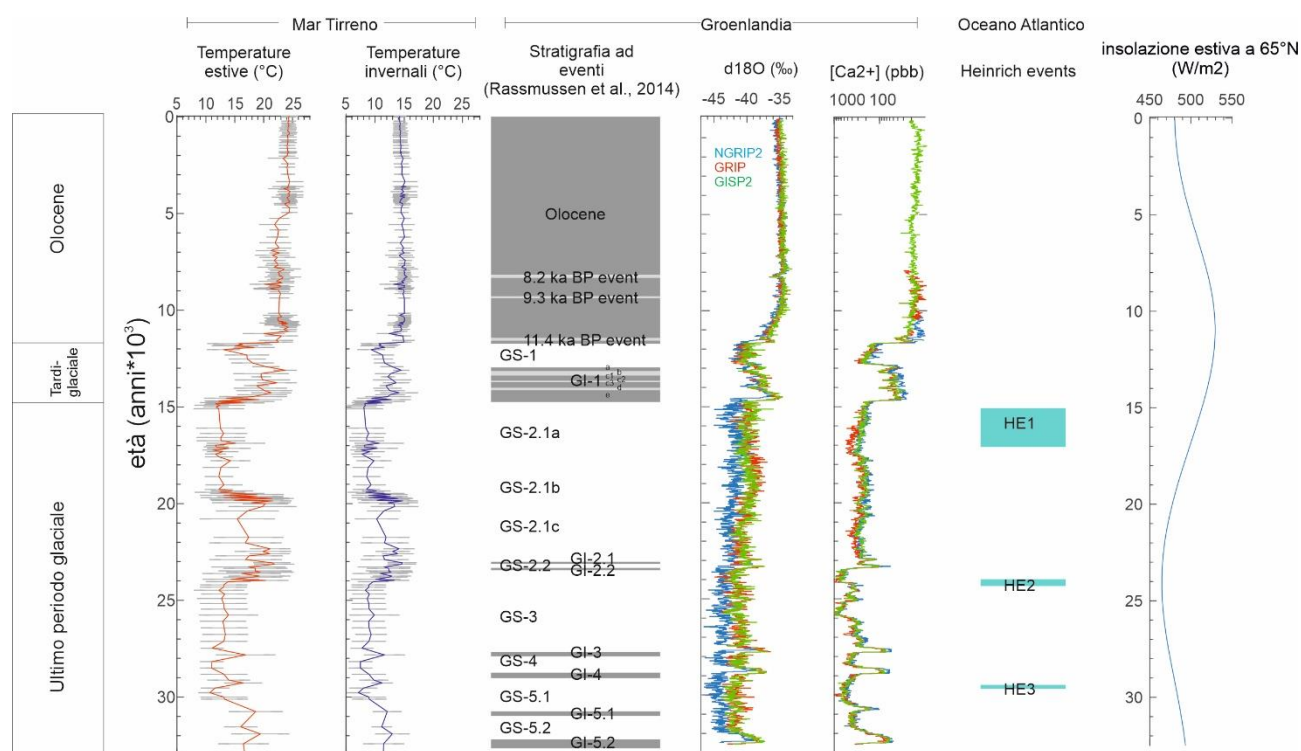 Mar Tirreno
Groenlandia
Oceano Atlantico
Temperature
estive (°C)
Temperature
invernali (°C)
Stratigrafia ad
eventi
(Rassmussen et al., 2014)
d18O (‰)
[Ca2+] (pbb)
Heinrich events
insolazione estiva a 65°N
(W/m2)
5 10 15 20 25
5 10 15 20 25
-45 -40 -35
1000 100
450 500 550
Olocene
Tardi-
glaciale
Ultimo periodo glaciale
età (anni*10³)
0
5
10
15
20
25
30
Olocene
8.2 ka BP event
9.3 ka BP event
11.4 ka BP event
GS-1
a
b
c1
c2
c3
GI-1
d
e
GS-2.1a
GS-2.1b
GS-2.1c
GI-2.1
GS-2.2
GI-2.2
GS-3
GI-3
GS-4
GI-4
GS-5.1
GI-5.1
GS-5.2
GI-5.2
NGRIP2
GRIP
GISP2
HE1
HE2
HE3
0
5
10
15
20
25
30